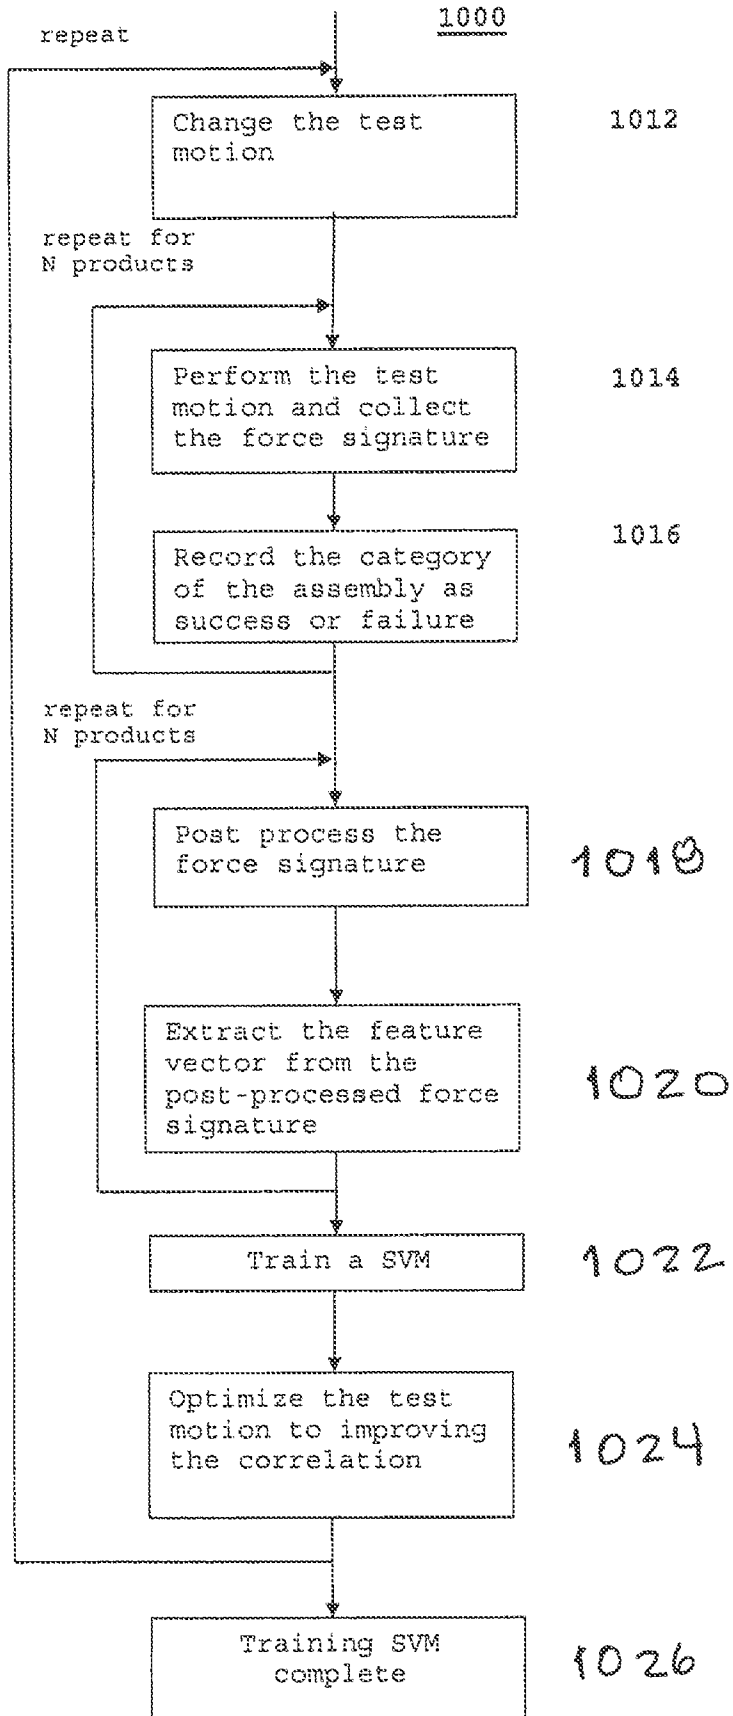 1000
repeat
Change the test
motion
1012
repeat for
N products
Perform the test
motion and collect
the force signature
1014
Record the category
of the assembly as
success or failure
1016
repeat for
N products
Post process the
force signature
1018
Extract the feature
vector from the
post-processed force
signature
1020
Train a SVM
1022
Optimize the test
motion to improving
the correlation
1024
Training SVM
complete
1026